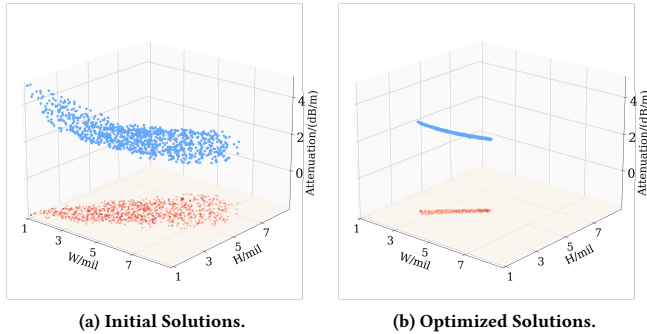 4
2
0
Attenuation/(dB/m)
1
3
5
7
W/mil
1
3
5
7
H/mil
(a) Initial Solutions.
4
2
0
Attenuation/(dB/m)
1
3
5
7
W/mil
1
3
5
7
H/mil
(b) Optimized Solutions.